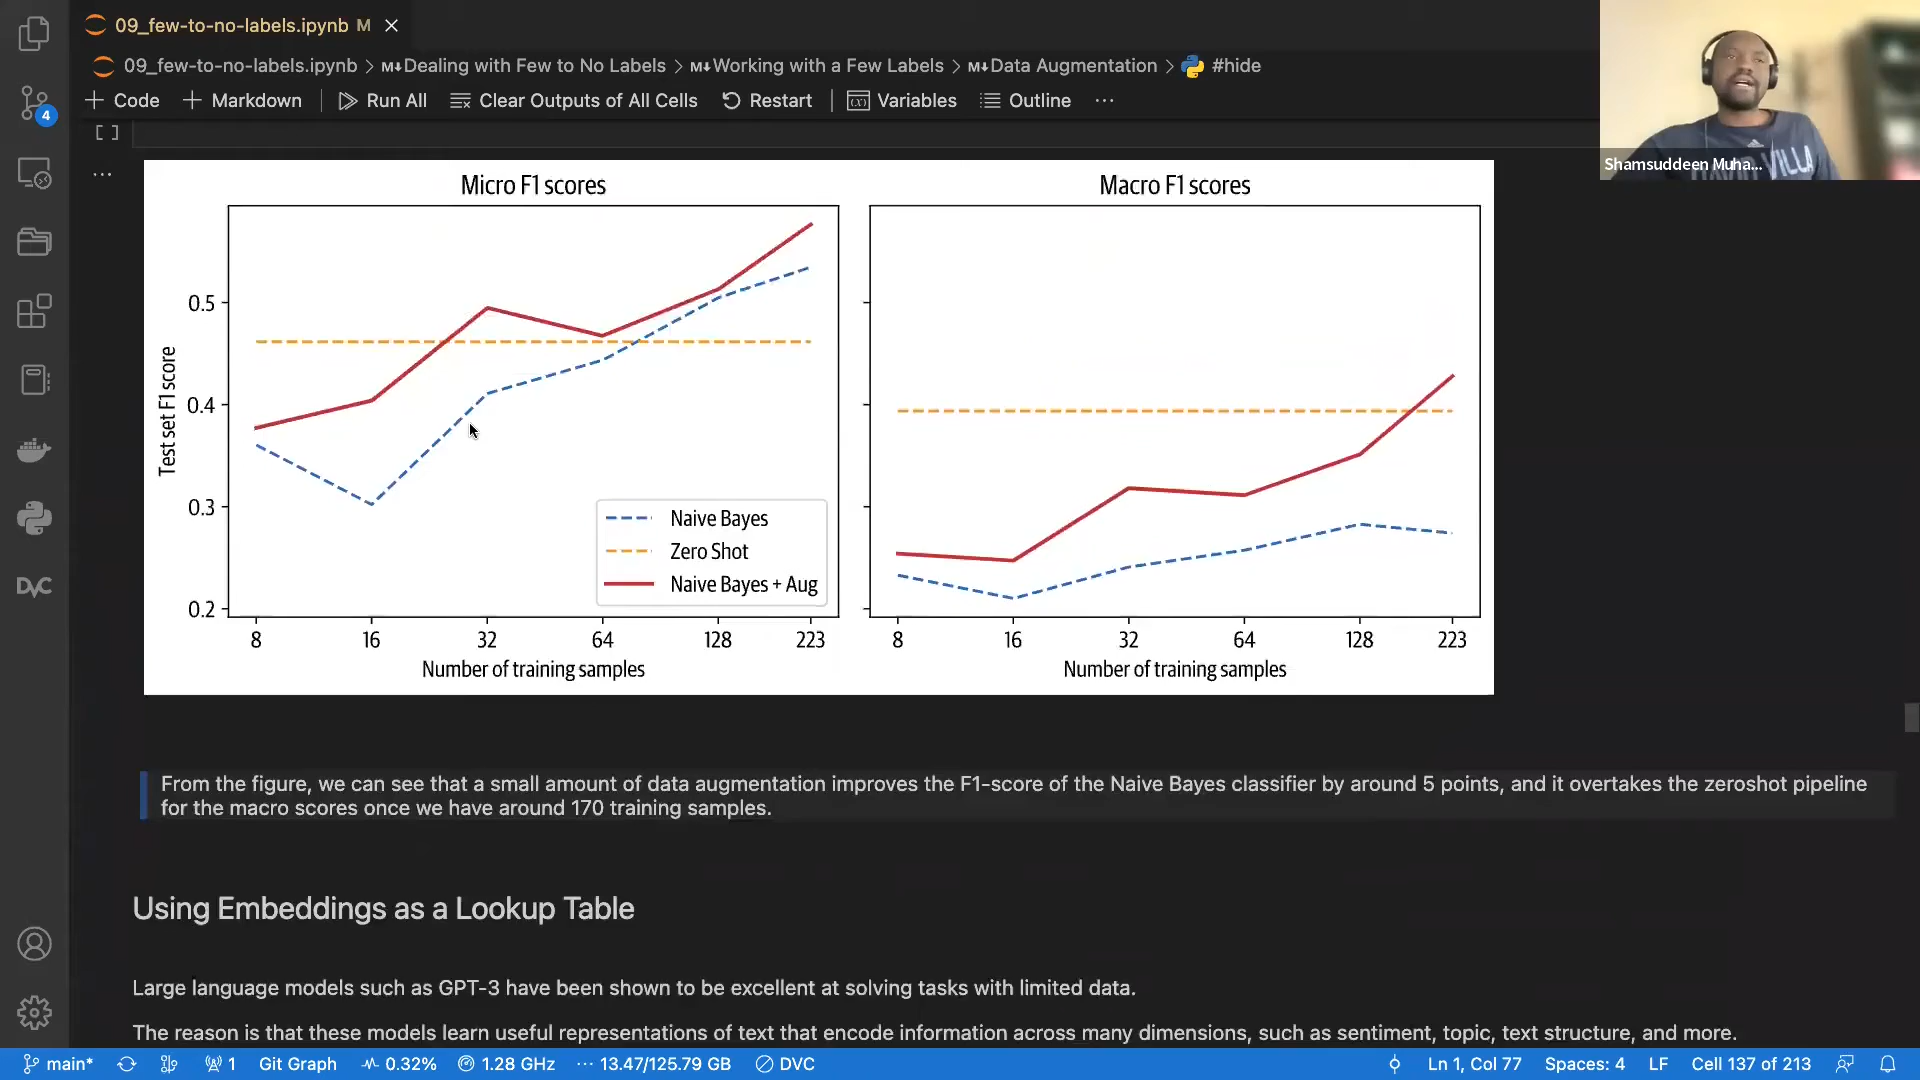 09_few-to-no-labels.ipynb M
09_few-to-no-labels.ipynb > M↓Dealing with Few to No Labels > M↓Working with a Few Labels > M↓Data Augmentation > #hide
+ Code + Markdown Run All Clear Outputs of All Cells Restart Variables Outline ...
4
[ ]
...
Shamsuddeen Muha...
Micro F1 scores
Macro F1 scores
Test set F1 score
0.5
0.4
0.3
0.2
Naive Bayes
Zero Shot
Naive Bayes + Aug
8 16 32 64 128 223
8 16 32 64 128 223
Number of training samples
Number of training samples
DVC
From the figure, we can see that a small amount of data augmentation improves the F1-score of the Naive Bayes classifier by around 5 points, and it overtakes the zeroshot pipeline
for the macro scores once we have around 170 training samples.
Using Embeddings as a Lookup Table
Large language models such as GPT-3 have been shown to be excellent at solving tasks with limited data.
The reason is that these models learn useful representations of text that encode information across many dimensions, such as sentiment, topic, text structure, and more.
main* 1 Git Graph 0.32% 1.28 GHz ... 13.47/125.79 GB DVC Ln 1, Col 77 Spaces: 4 LF Cell 137 of 213